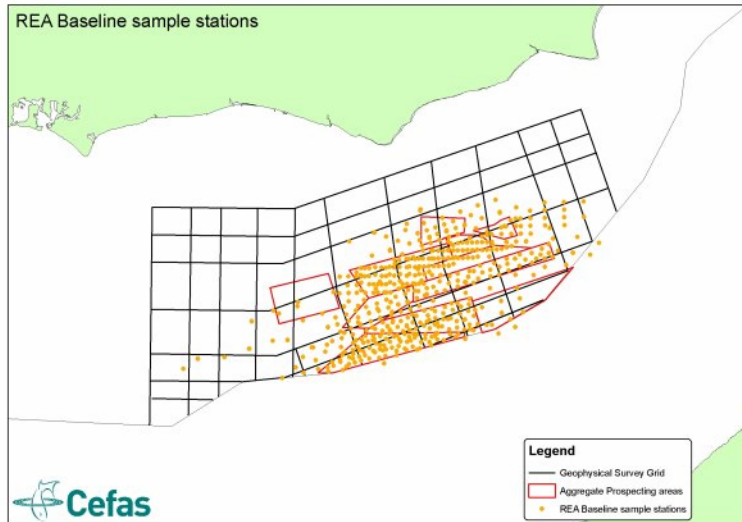 REA Baseline sample stations
Legend
Geophysical Survey Grid
Aggregate Prospecting areas
REA Baseline sample stations
Cefas